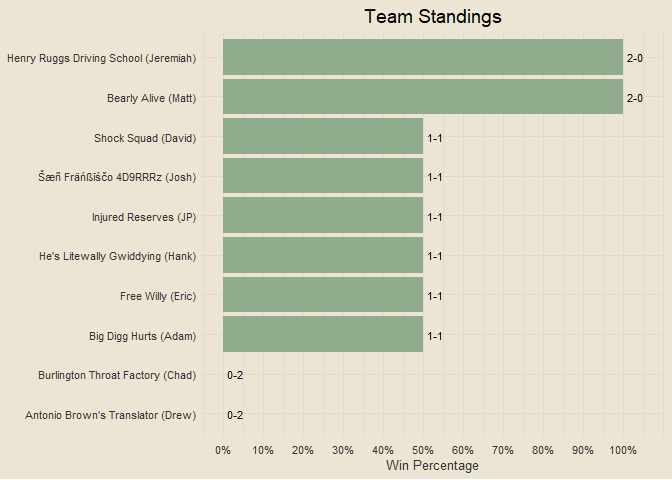 Team Standings
Henry Ruggs Driving School (Jeremiah) 2-0
Bearly Alive (Matt) 2-0
Shock Squad (David) 1-1
Šæñ Fräńßïśčo 4D9RRRz (Josh) 1-1
Injured Reserves (JP) 1-1
He's Litewally Gwiddying (Hank) 1-1
Free Willy (Eric) 1-1
Big Digg Hurts (Adam) 1-1
Burlington Throat Factory (Chad) 0-2
Antonio Brown's Translator (Drew) 0-2
0% 10% 20% 30% 40% 50% 60% 70% 80% 90% 100%
Win Percentage